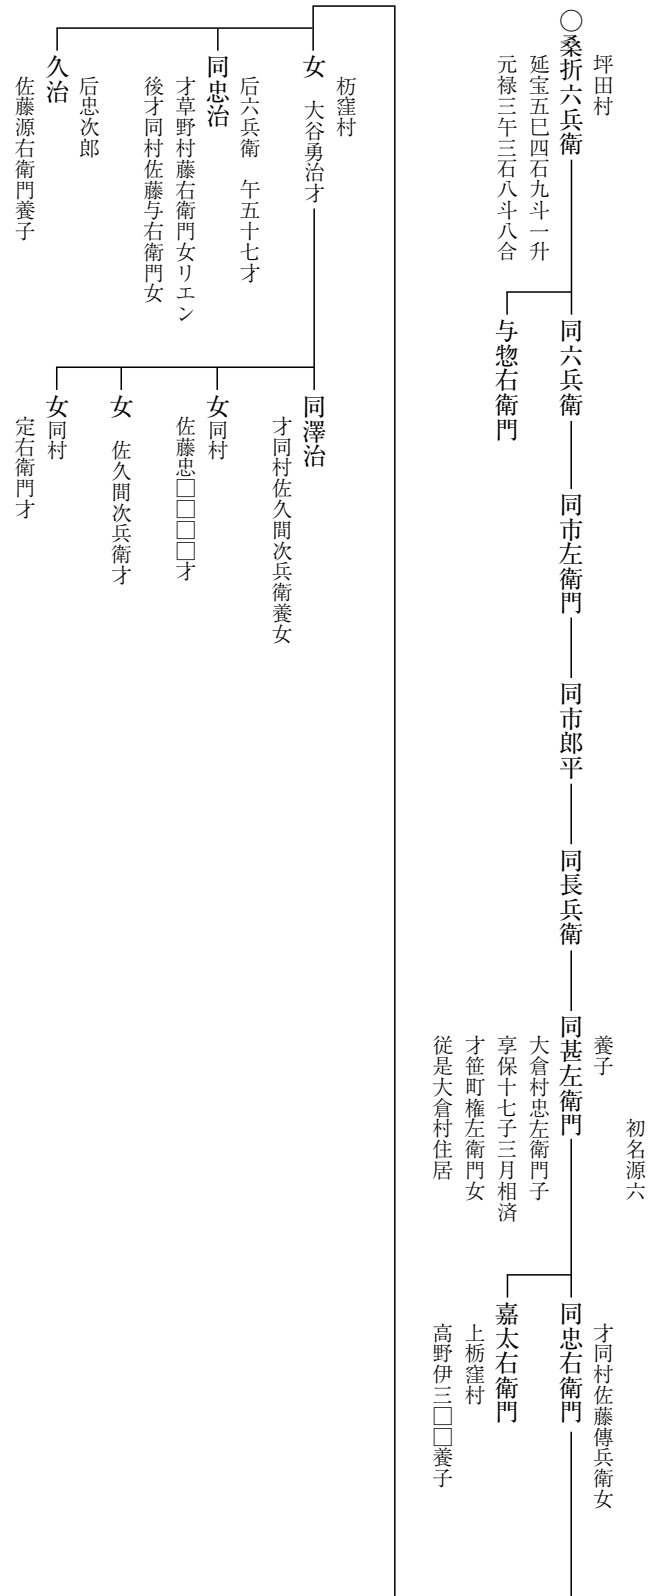 坪田村
〇桑折六兵衛
延宝五巳四石九斗一升
元禄三午三石八斗八合
同六兵衛
与惣右衛門
同市左衛門
同市郎平
同長兵衛
初名源六
養子
同甚左衛門
大倉村忠左衛門子
享保十七子三月相済
才笹町権左衛門女
従是大倉村住居
才同村佐藤傳兵衛女
同忠右衛門
嘉太右衛門
上栃窪村
高野伊三□□養子
栃窪村
女 大谷勇治才
同忠治
后六兵衛 午五十七才
才草野村藤右衛門女リエン
後才同村佐藤与右衛門女
久治
后忠次郎
佐藤源右衛門養子
同澤治
才同村佐久間次兵衛養女
女同村
佐藤忠□□□□才
女 佐久間次兵衛才
女同村
定右衛門才